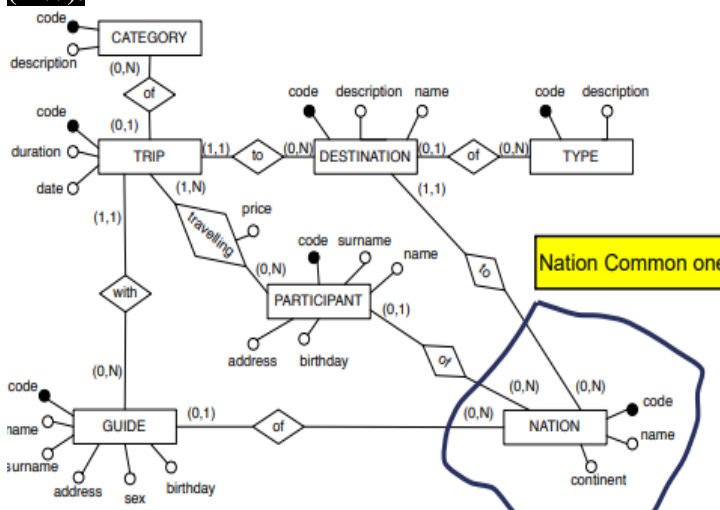 code
CATEGORY
description
(0,N)
of
code
(0,1)
duration
TRIP
date
(1,1)
to
(0,N)
code
description
name
DESTINATION
(0,1)
of
(0,N)
code
description
TYPE
(1,1)
(1,N)
travelling
price
(0,N)
(1,1)
to
Nation Common one
code
surname
name
PARTICIPANT
(0,1)
address
birthday
with
of
(0,N)
(0,N)
(0,N)
code
name
surname
GUIDE
(0,1)
of
(0,N)
NATION
code
name
continent
address
sex
birthday